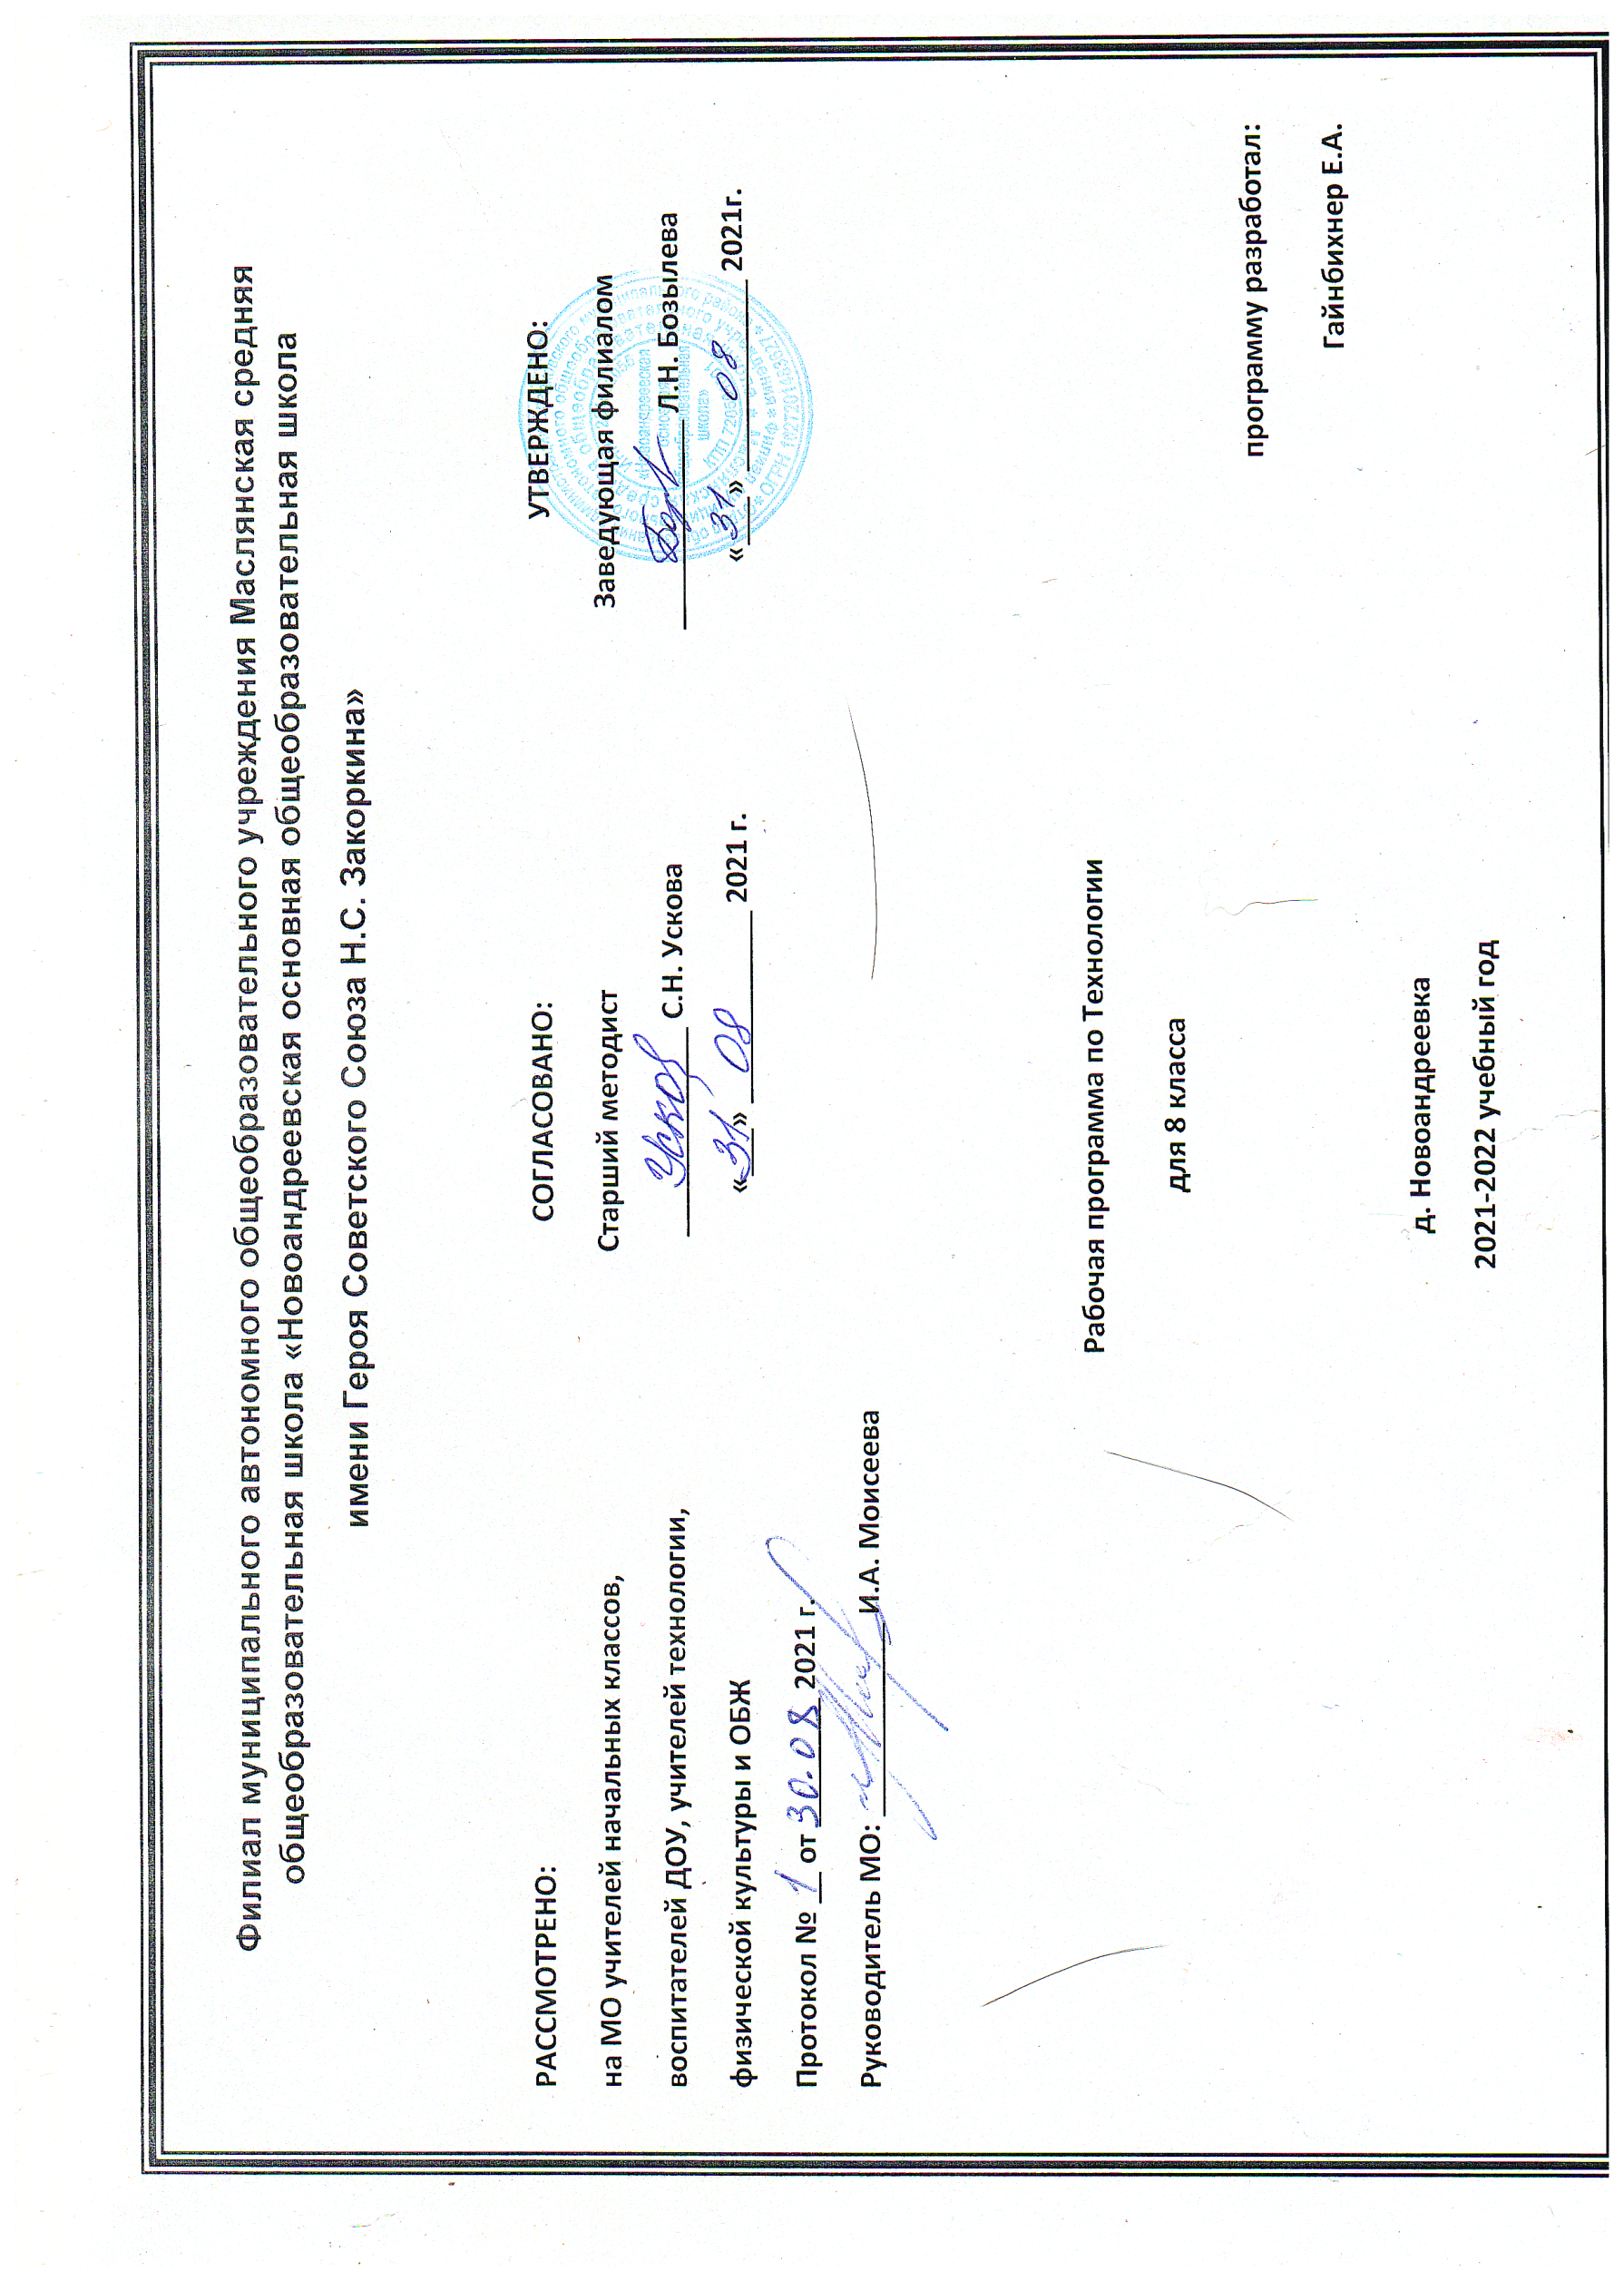 Филиал муниципального автономного общеобразовательного учреждения Маслянская средняя
общеобразовательная школа «Новоандреевская основная общеобразовательная школа
имени Героя Советского Союза Н.С. Закоркина»
РАССМОТРЕНО:
на МО учителей начальных классов,
воспитателей ДОУ, учителей технологии,
физической культуры и ОБЖ
Протокол № 1 от 30.08 2021 г.
Руководитель МО: И.А. Моисеева
СОГЛАСОВАНО:
Старший методист
С.Н. Ускова
«31» 08 2021 г.
УТВЕРЖДЕНО:
Заведующая филиалом
Л.Н. Бозылева
«31» 08 2021г.
Рабочая программа по Технологии
для 8 класса
программу разработал:
Гайнбихнер Е.А.
д. Новоандреевка
2021-2022 учебный год